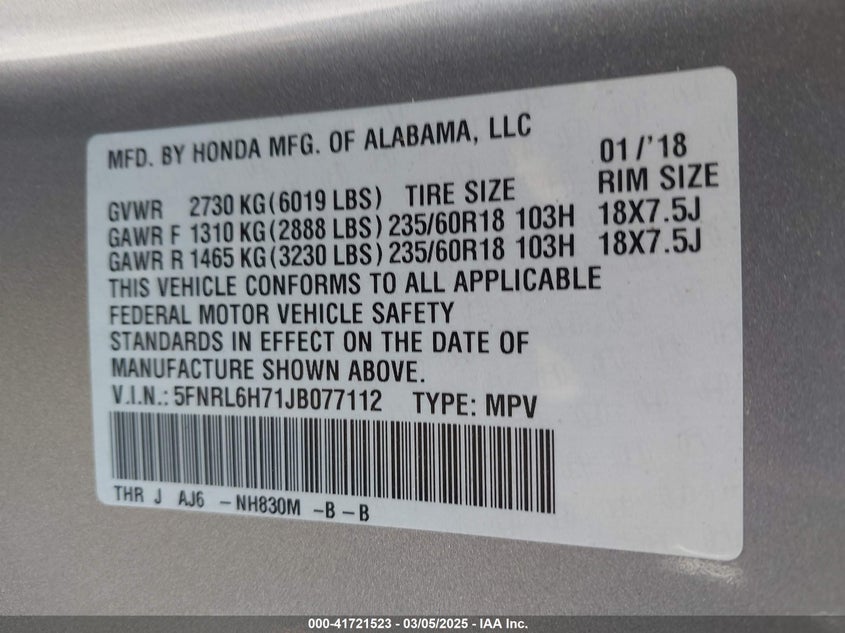 MFD. BY HONDA MFG. OF ALABAMA, LLC 01/'18
GVWR 2730 KG(6019 LBS) TIRE SIZE RIM SIZE
GAWR F 1310 KG(2888 LBS) 235/60R18 103H 18X7.5J
GAWR R 1465 KG(3230 LBS) 235/60R18 103H 18X7.5J
THIS VEHICLE CONFORMS TO ALL APPLICABLE
FEDERAL MOTOR VEHICLE SAFETY
STANDARDS IN EFFECT ON THE DATE OF
MANUFACTURE SHOWN ABOVE.
V.I.N.: 5FNRL6H71JB077112 TYPE: MPV
THR J AJ6 -NH830M -B -B
000-41721523 / 03/05/2025 - IAA Inc.